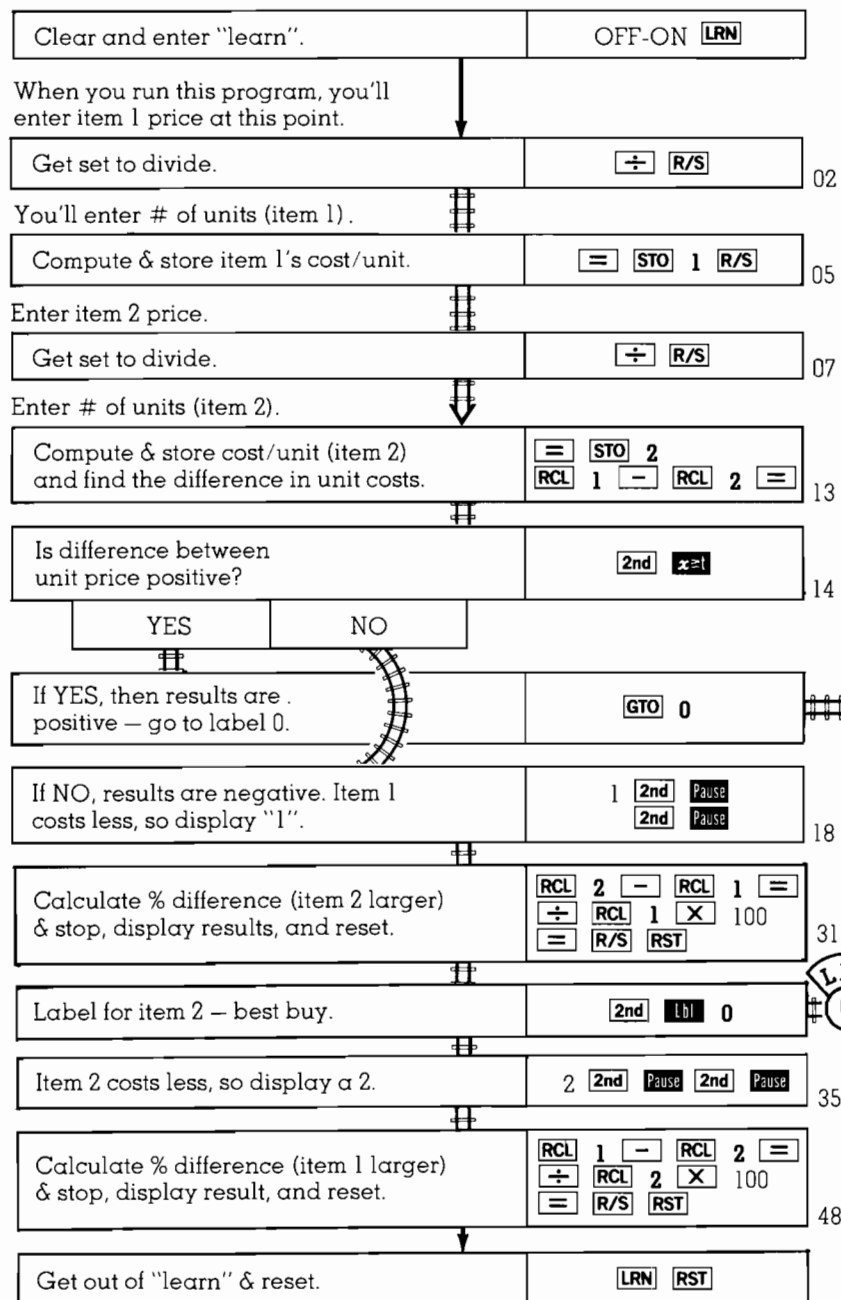 Clear and enter "learn".
OFF-ON LRN
When you run this program, you'll
enter item 1 price at this point.
Get set to divide.
÷ R/S
02
You'll enter # of units (item 1).
Compute & store item 1's cost/unit.
= STO 1 R/S
05
Enter item 2 price.
Get set to divide.
÷ R/S
07
Enter # of units (item 2).
Compute & store cost/unit (item 2)
and find the difference in unit costs.
= STO 2
RCL 1 - RCL 2 =
13
Is difference between
unit price positive?
2nd x≥t
14
YES
NO
If YES, then results are .
positive — go to label 0.
GTO 0
If NO, results are negative. Item 1
costs less, so display "1".
1 2nd Pause
2nd Pause
18
Calculate % difference (item 2 larger)
& stop, display results, and reset.
RCL 2 - RCL 1 =
÷ RCL 1 X 100
= R/S RST
31
Label for item 2 — best buy.
2nd Lbl 0
Item 2 costs less, so display a 2.
2 2nd Pause 2nd Pause
35
Calculate % difference (item 1 larger)
& stop, display result, and reset.
RCL 1 - RCL 2 =
÷ RCL 2 X 100
= R/S RST
48
Get out of "learn" & reset.
LRN RST